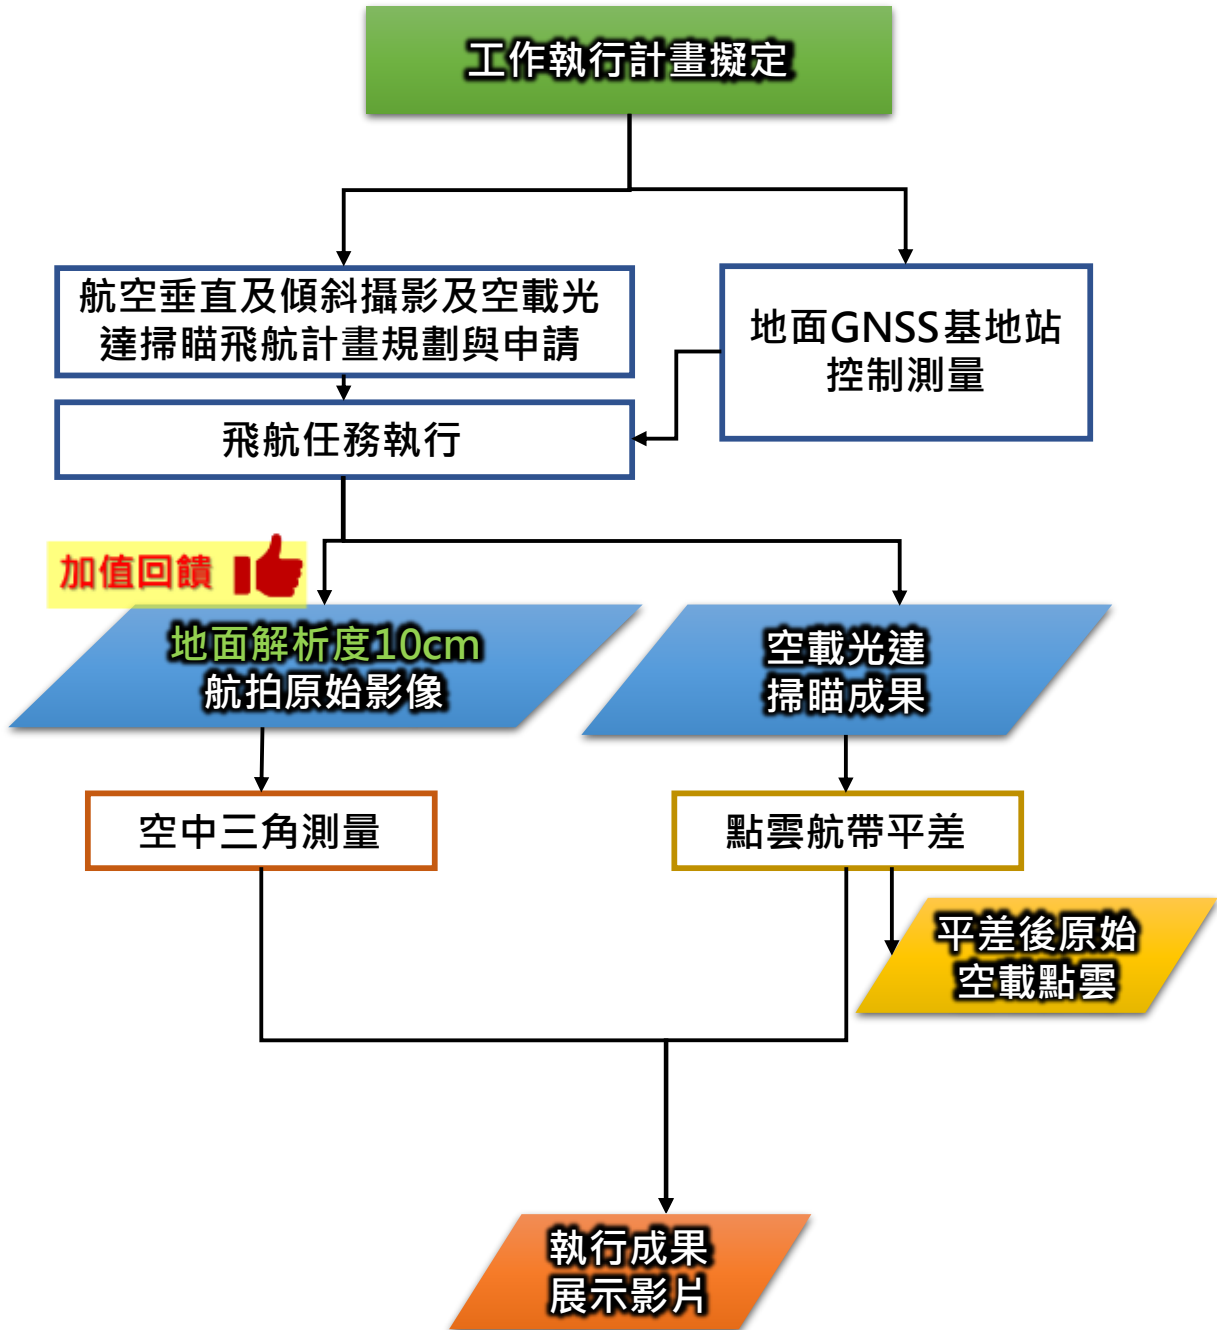 工作執行計畫擬定
航空垂直及傾斜攝影及空載光
達掃瞄飛航計畫規劃與申請
地面GNSS基地站
控制測量
飛航任務執行
加值回饋
地面解析度10cm
航拍原始影像
空載光達
掃瞄成果
空中三角測量
點雲航帶平差
平差後原始
空載點雲
執行成果
展示影片